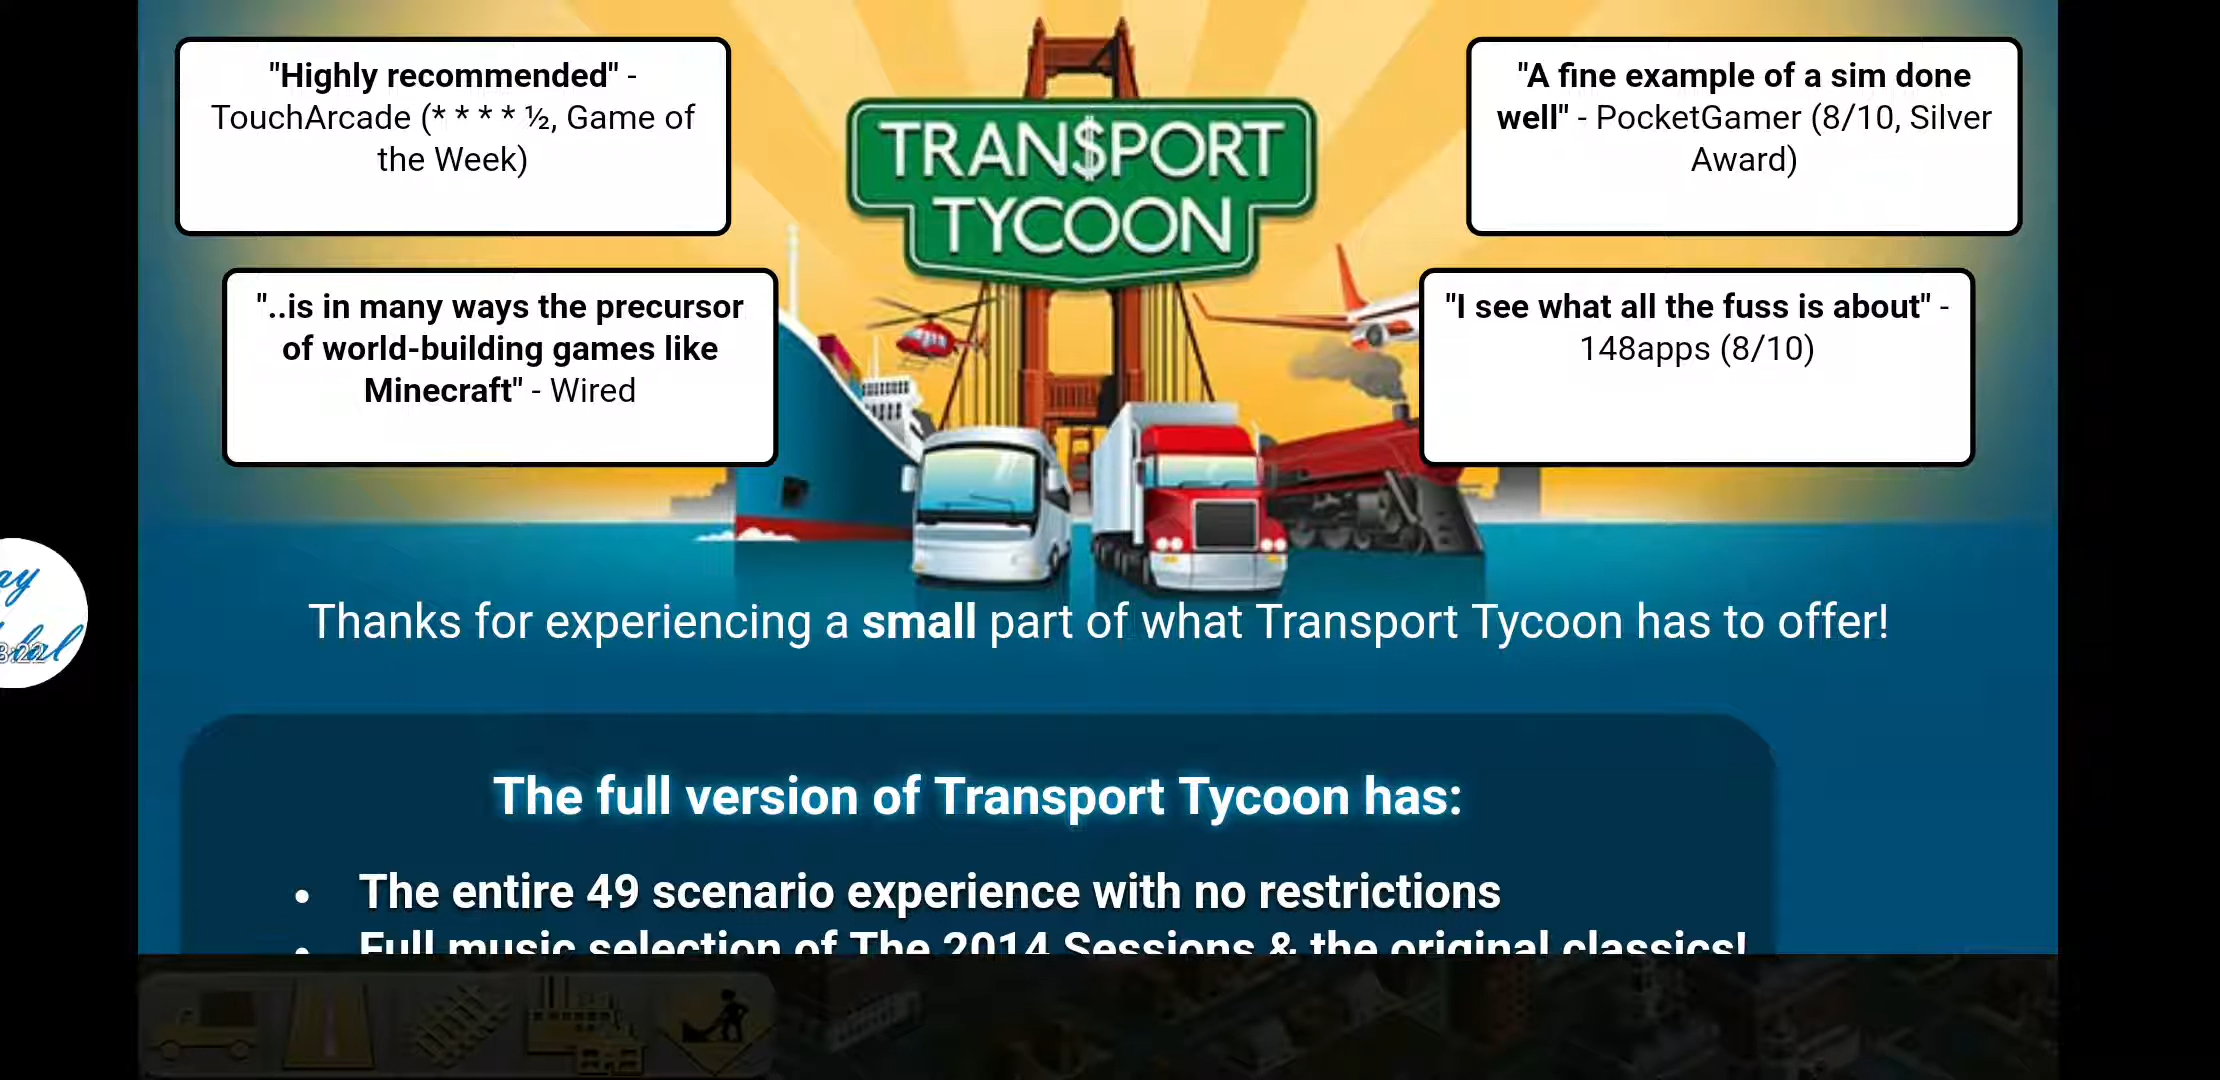 "Highly recommended" -
TouchArcade (* * * * ½, Game of
the Week)
"A fine example of a sim done
well" - PocketGamer (8/10, Silver
Award)
TRAN$PORT
TYCOON
"..is in many ways the precursor
of world-building games like
Minecraft" - Wired
"I see what all the fuss is about" -
148apps (8/10)
Thanks for experiencing a small part of what Transport Tycoon has to offer!
The full version of Transport Tycoon has:
• The entire 49 scenario experience with no restrictions
• Full music selection of The 2014 Sessions & the original classics!